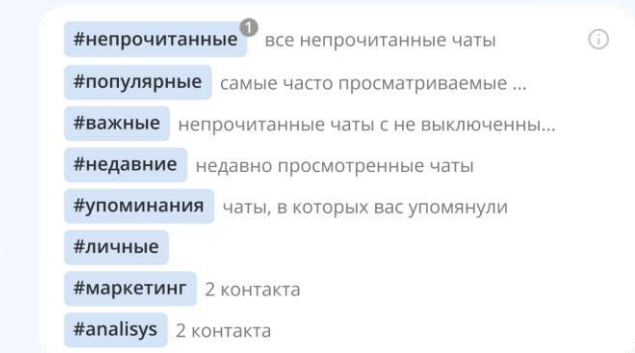 #непрочитанные 1 все непрочитанные чаты
#популярные самые часто просматриваемые ...
#важные непрочитанные чаты с не выключенны...
#недавние недавно просмотренные чаты
#упоминания чаты, в которых вас упомянули
#личные
#маркетинг 2 контакта
#analisys 2 контакта